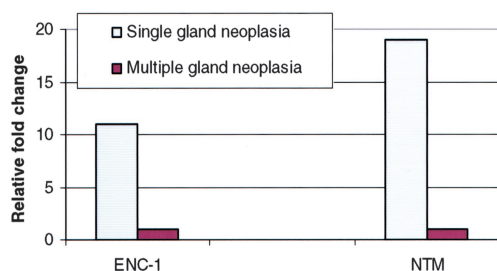 Relative fold change
20
15
10
5
0
Single gland neoplasia
Multiple gland neoplasia
ENC-1
NTM